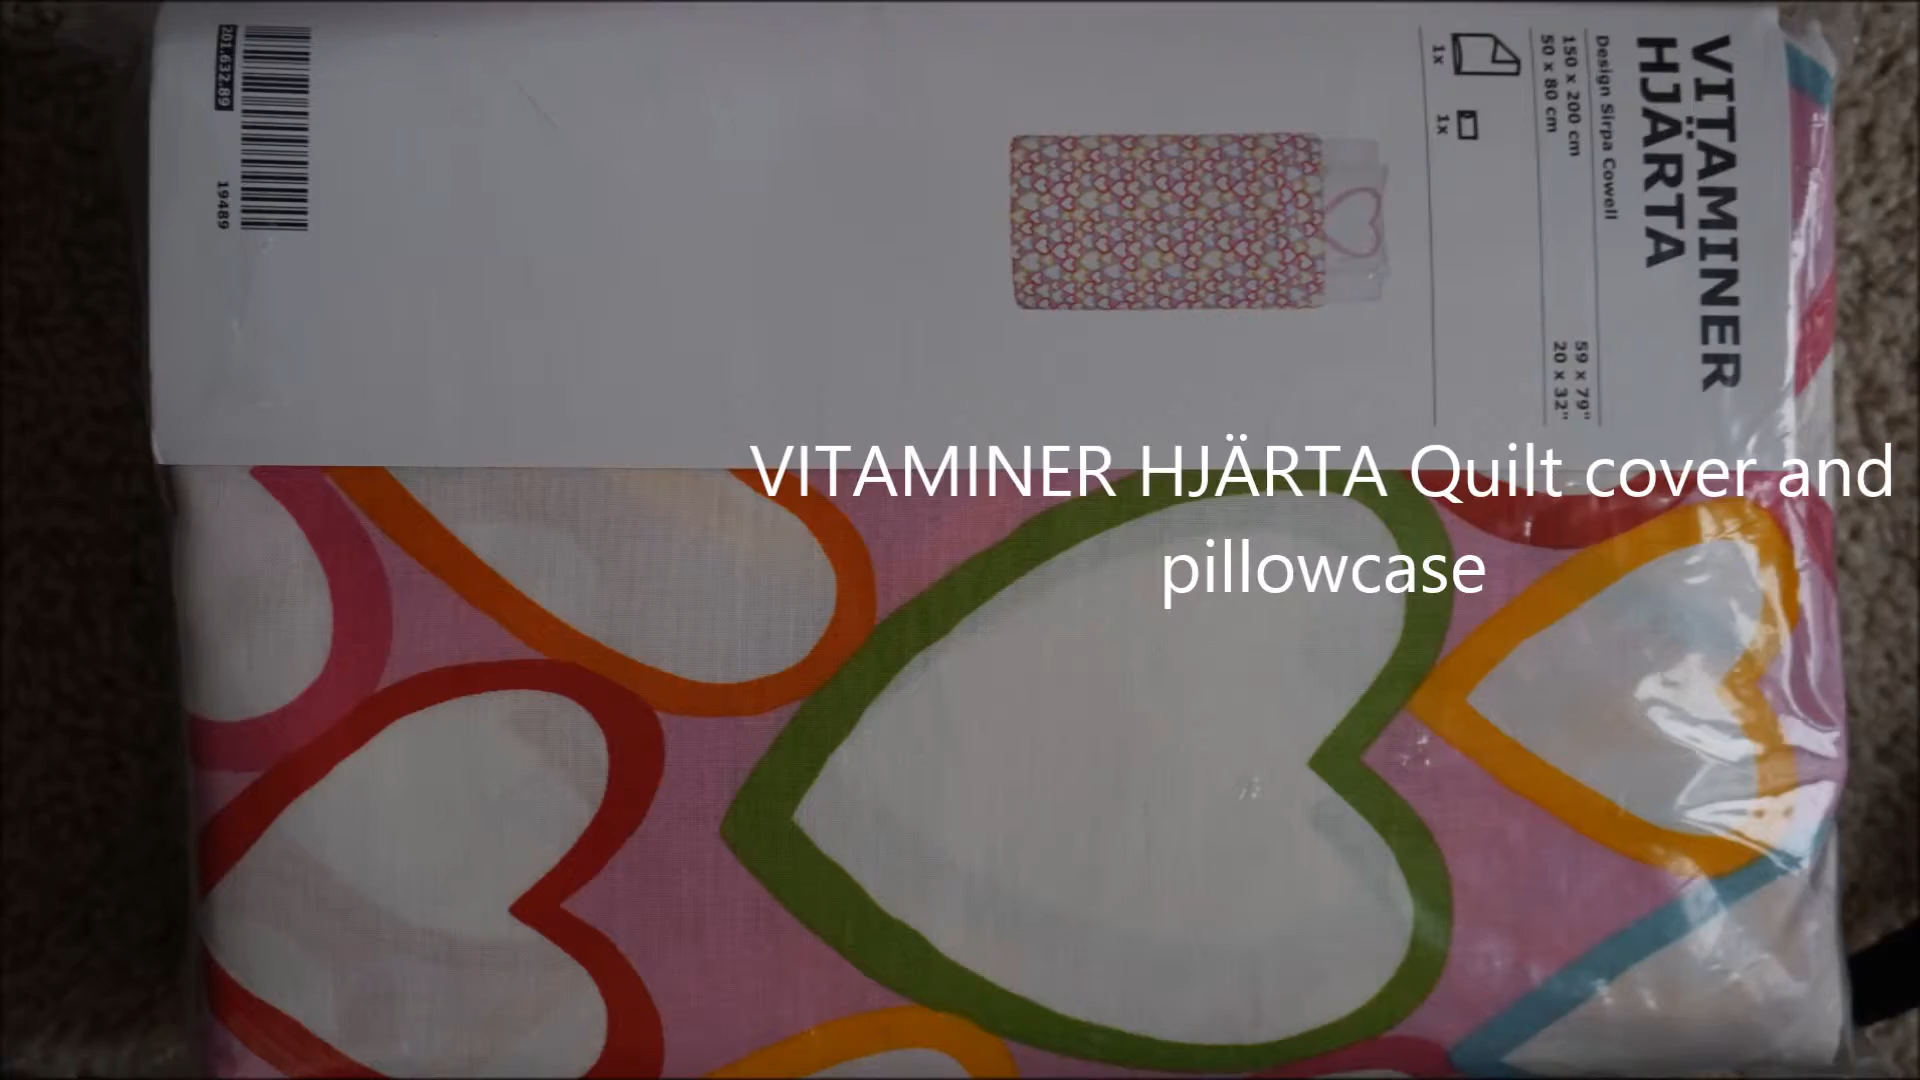 VITAMINER
HJÄRTA
Design Sirpa Cowell
150 x 200 cm 59 x 79"
50 x 80 cm 20 x 32"
1x 1x
201.632.89
19489
VITAMINER HJÄRTA Quilt cover and
pillowcase